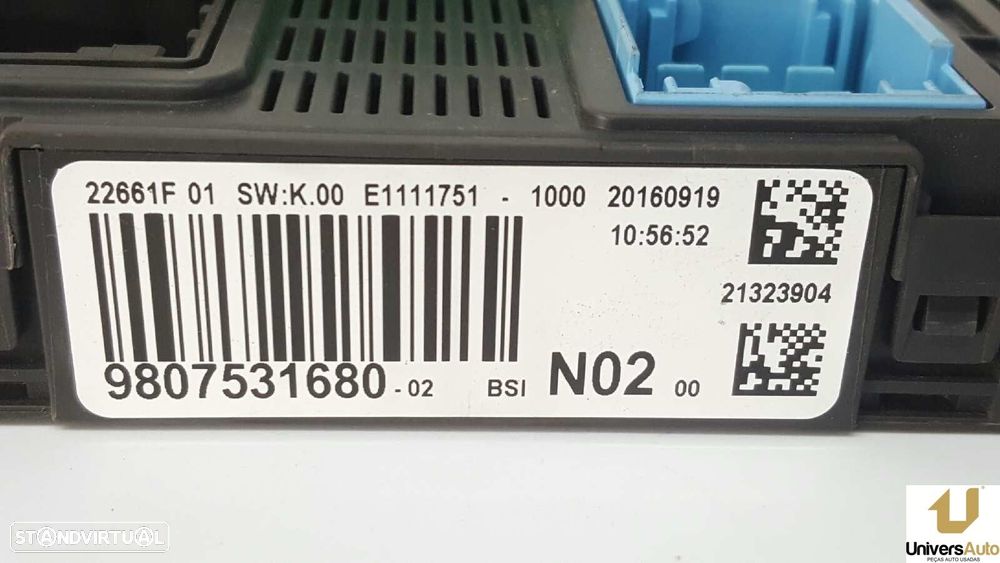 22661F 01 SW:K.00 E1111751 - 1000 20160919
10:56:52
21323904
9807531680-02 BSI N02 00
STANDVIRTUAL
UniversAuto
PEÇAS AUTO USADAS